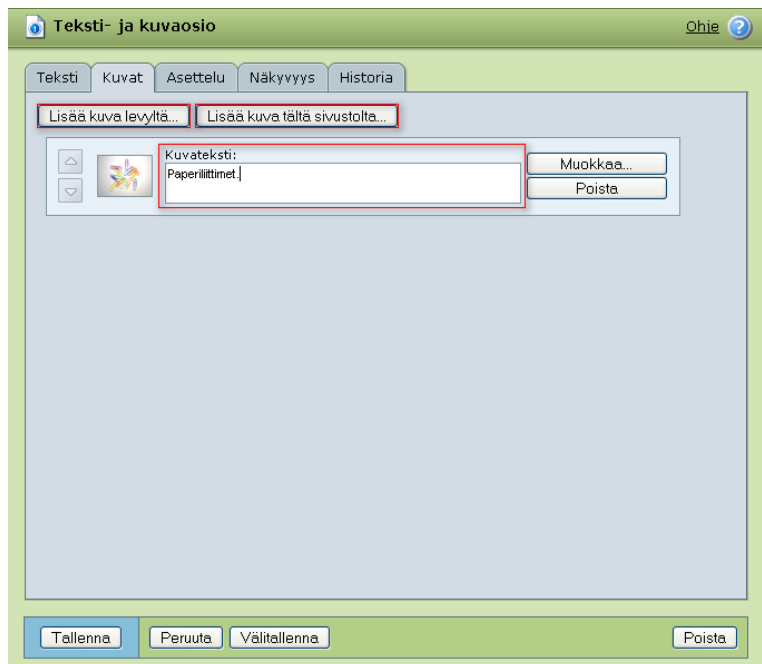 Teksti- ja kuvaosio Ohje
Teksti Kuvat Asettelu Näkyvyys Historia
Lisää kuva levyltä... Lisää kuva tältä sivustolta...
Kuvateksti:
Paperiliittimet.
Muokkaa...
Poista
Tallenna Peruuta Välitallenna Poista